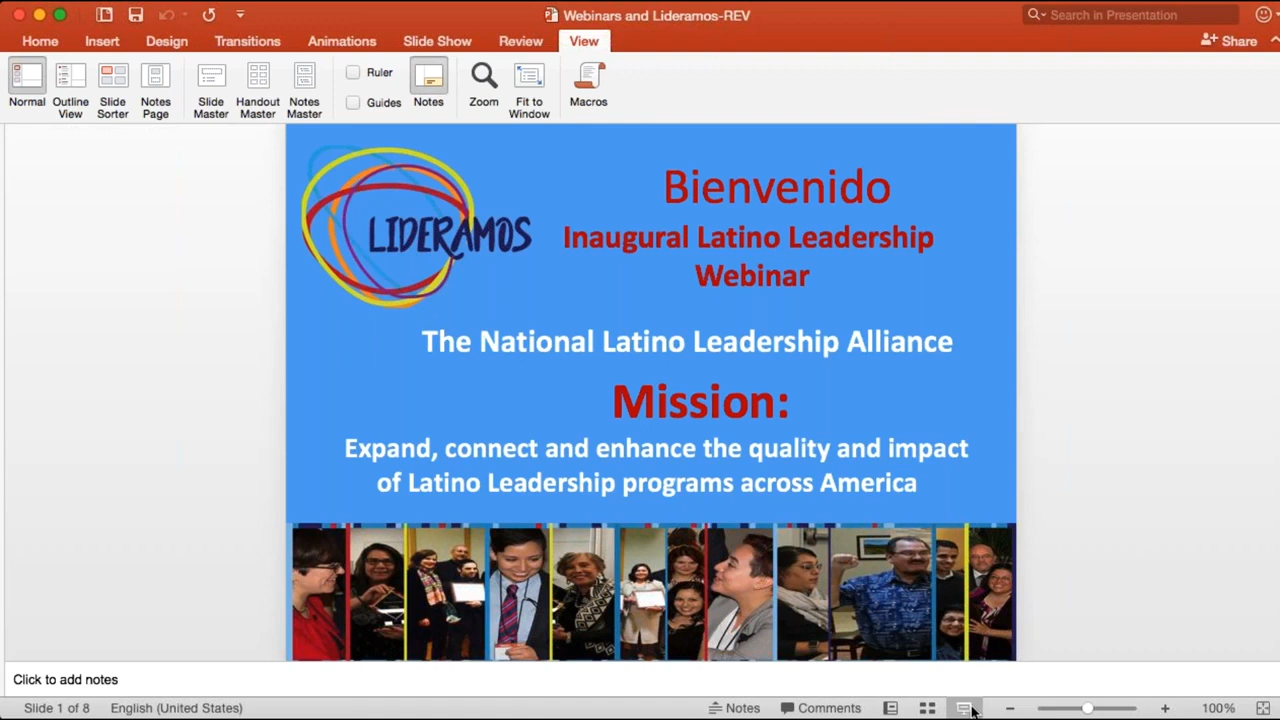 Webinars and Lideramos-REV
Search in Presentation
Home Insert Design Transitions Animations Slide Show Review View Share
Ruler
Guides
Normal Outline View Slide Sorter Notes Page Slide Master Handout Master Notes Master Notes Zoom Fit to Window Macros
LIDERAMOS
Bienvenido
Inaugural Latino Leadership
Webinar
The National Latino Leadership Alliance
Mission:
Expand, connect and enhance the quality and impact
of Latino Leadership programs across America
Click to add notes
Slide 1 of 8 English (United States) Notes Comments 100%